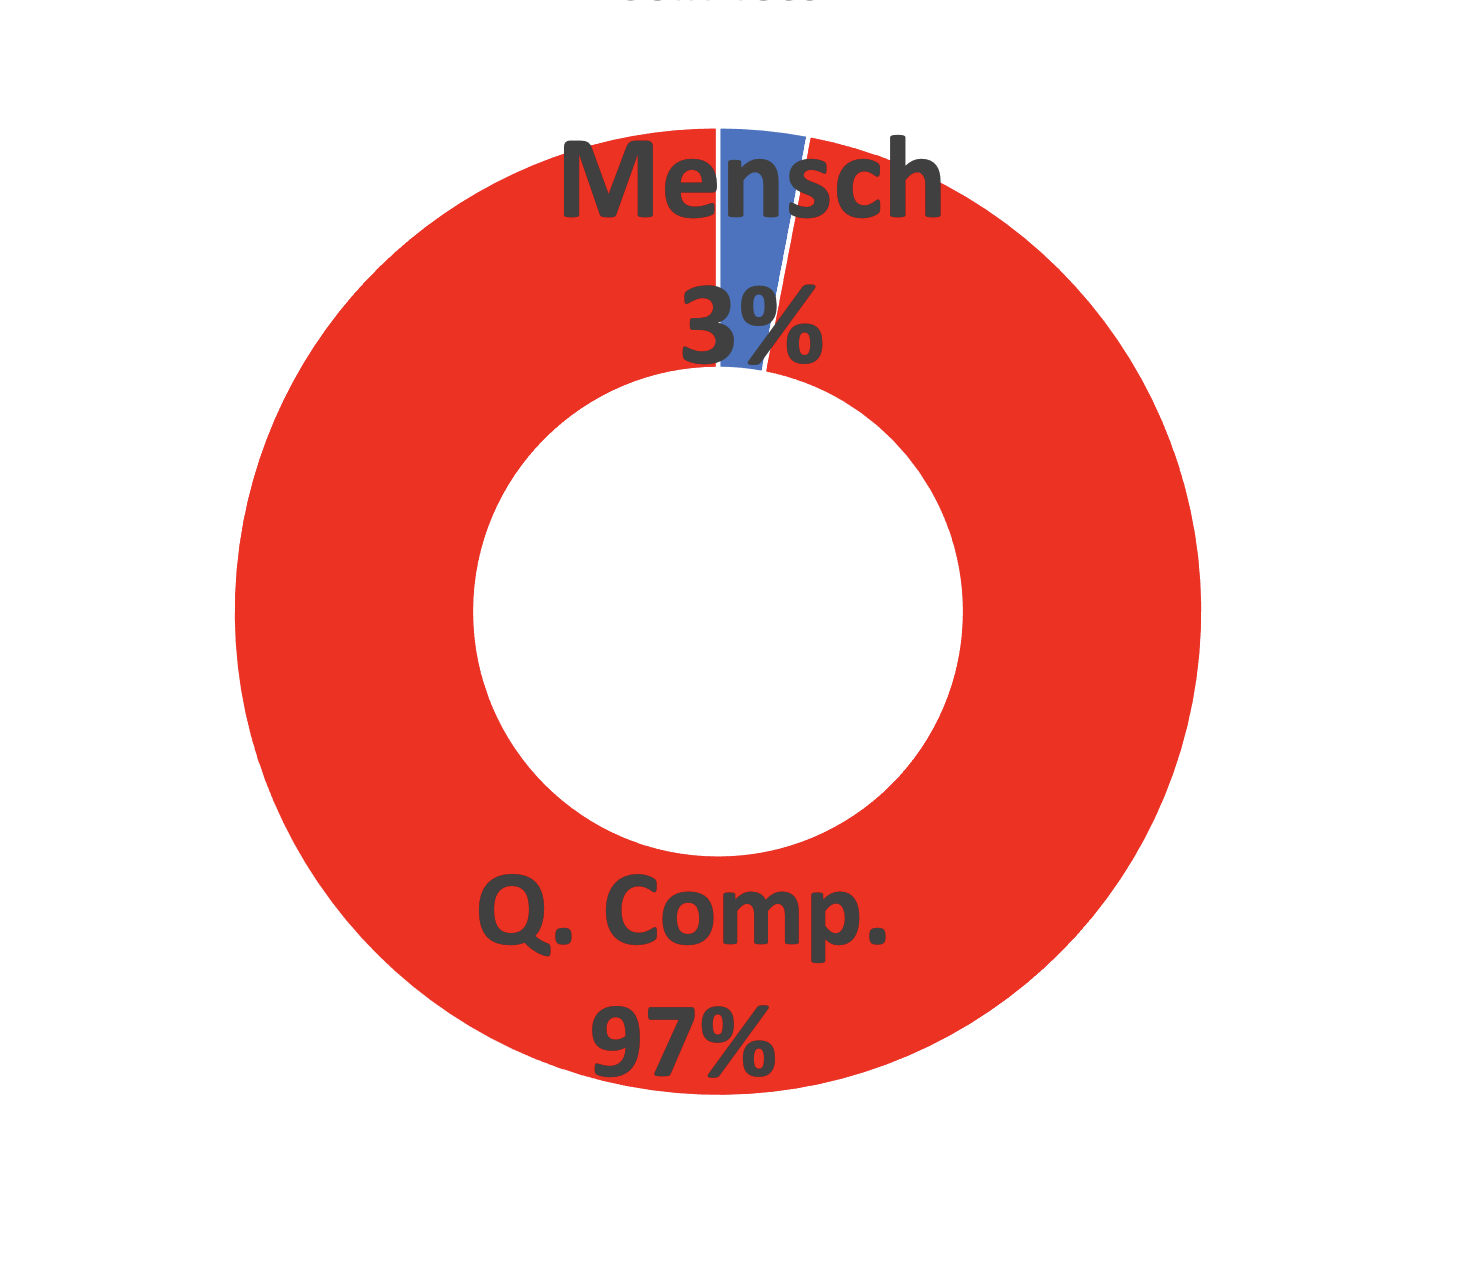 Mensch
3%
Q. Comp.
97%